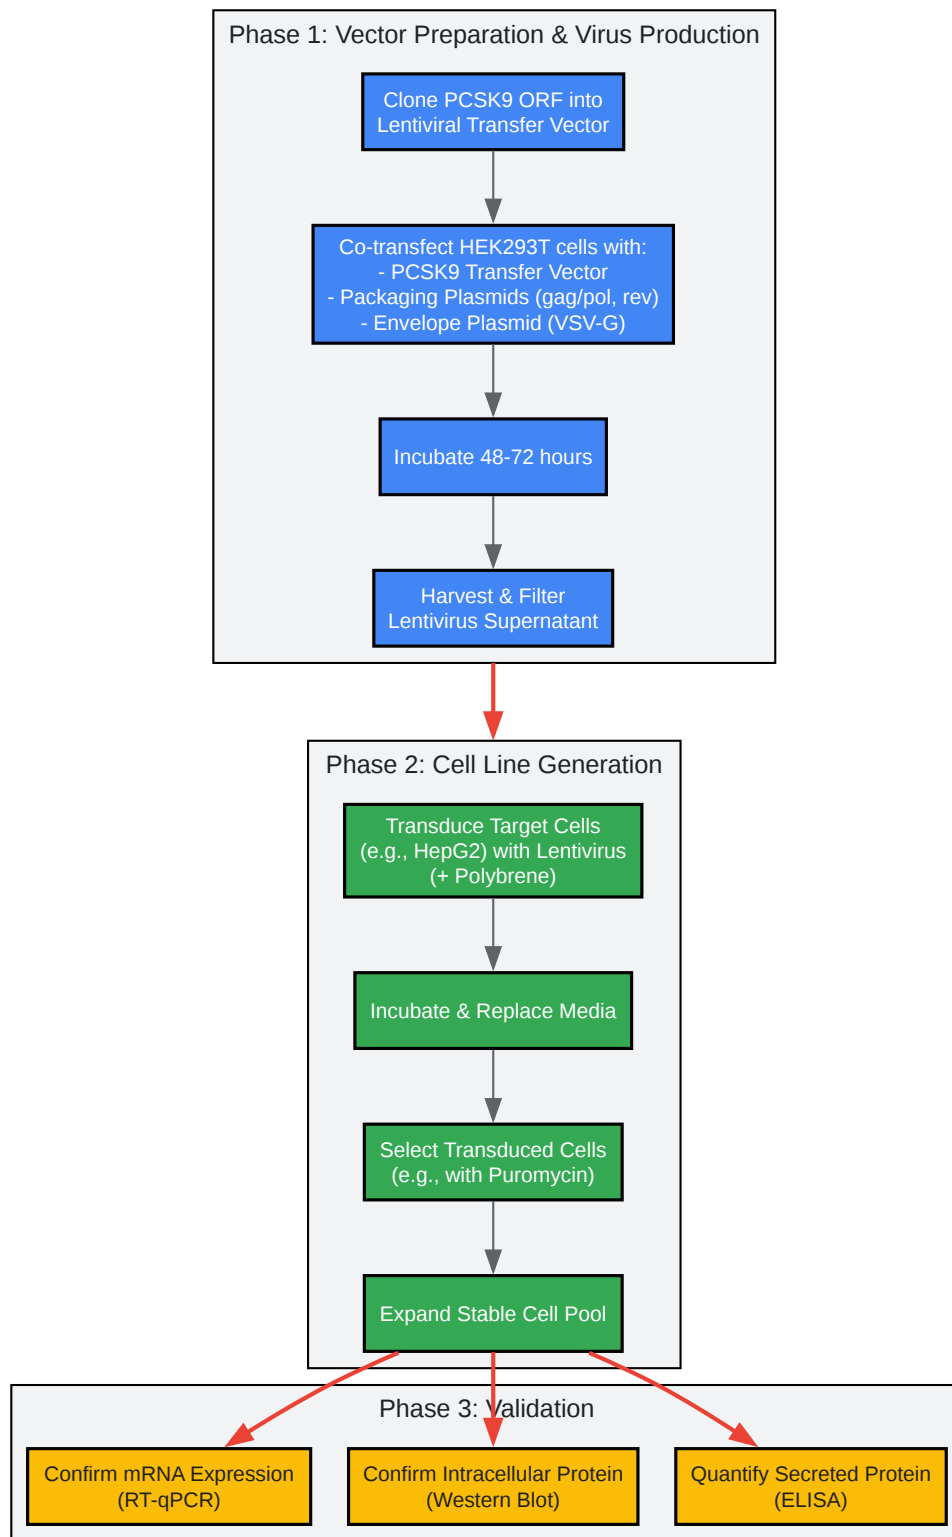 Phase 1: Vector Preparation & Virus Production
Clone PCSK9 ORF into
Lentiviral Transfer Vector
Co-transfect HEK293T cells with:
- PCSK9 Transfer Vector
- Packaging Plasmids (gag/pol, rev)
- Envelope Plasmid (VSV-G)
Incubate 48-72 hours
Harvest & Filter
Lentivirus Supernatant
Phase 2: Cell Line Generation
Transduce Target Cells
(e.g., HepG2) with Lentivirus
(+ Polybrene)
Incubate & Replace Media
Select Transduced Cells
(e.g., with Puromycin)
Expand Stable Cell Pool
Phase 3: Validation
Confirm mRNA Expression
(RT-qPCR)
Confirm Intracellular Protein
(Western Blot)
Quantify Secreted Protein
(ELISA)